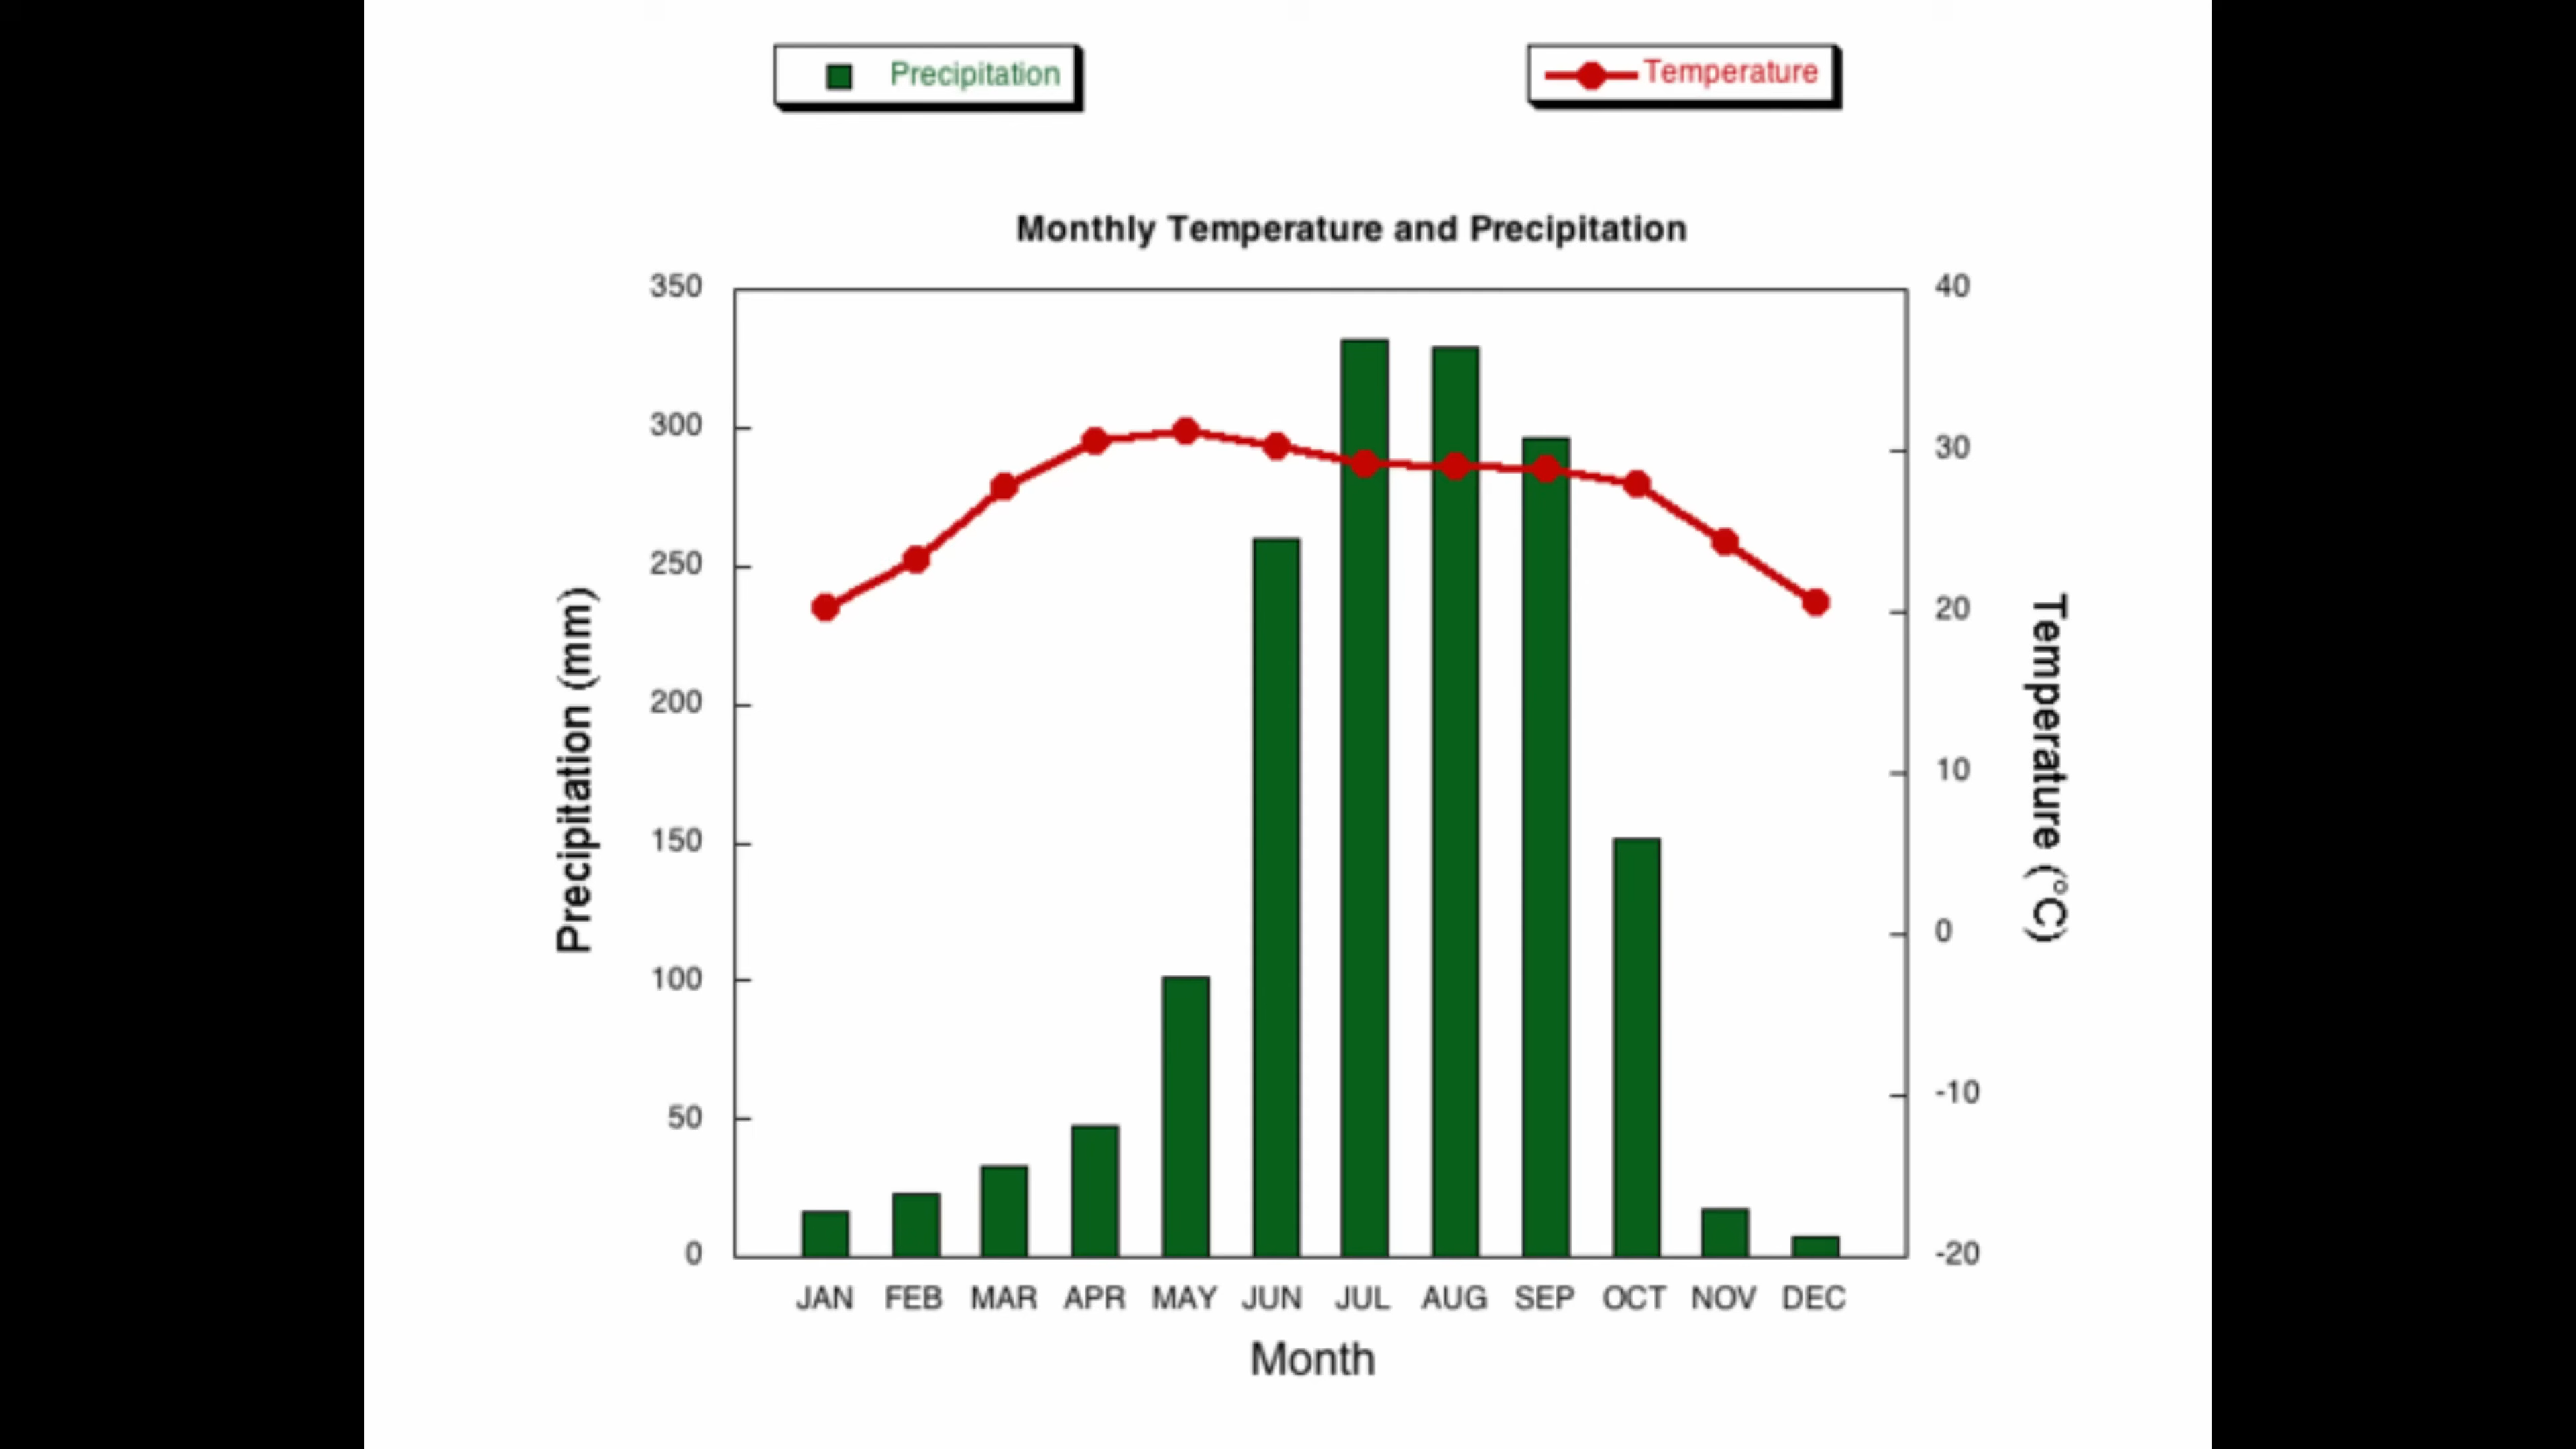 Precipitation
Temperature
Monthly Temperature and Precipitation
350
300
250
200
150
100
50
0
Precipitation (mm)
40
30
20
10
0
-10
-20
Temperature (°C)
JAN FEB MAR APR MAY JUN JUL AUG SEP OCT NOV DEC
Month